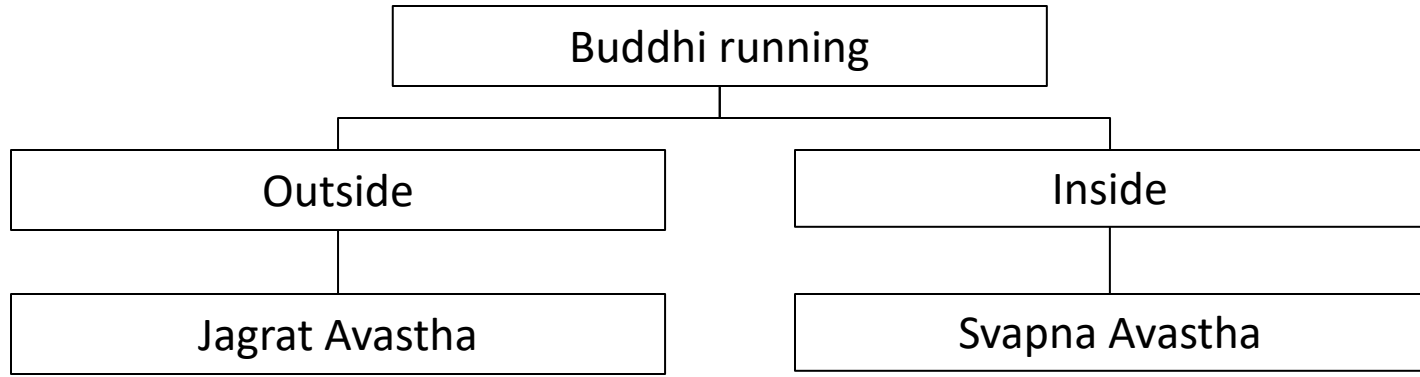 Buddhi running
Outside
Inside
Jagrat Avastha
Svapna Avastha